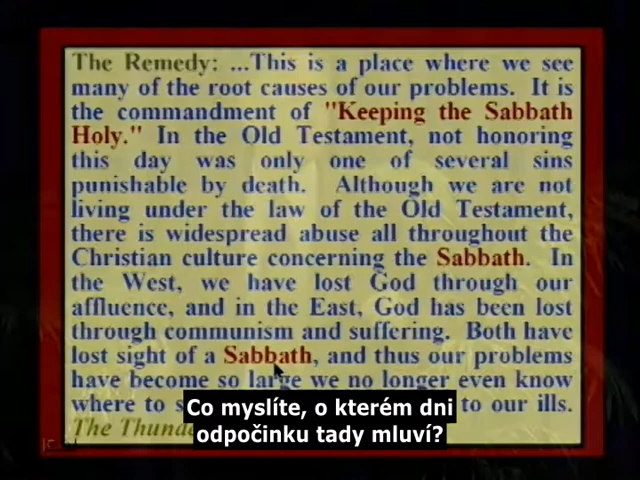 The Remedy: ...This is a place where we see
many of the root causes of our problems. It is
the commandment of "Keeping the Sabbath
Holy." In the Old Testament, not honoring
this day was only one of several sins
punishable by death. Although we are not
living under the law of the Old Testament,
there is widespread abuse all throughout the
Christian culture concerning the Sabbath. In
the West, we have lost God through our
affluence, and in the East, God has been lost
through communism and suffering. Both have
lost sight of a Sabbath, and thus our problems
have become so large we no longer even know
where to to our ills.
The
Co myslíte, o kterém dni
odpočinku tady mluví?